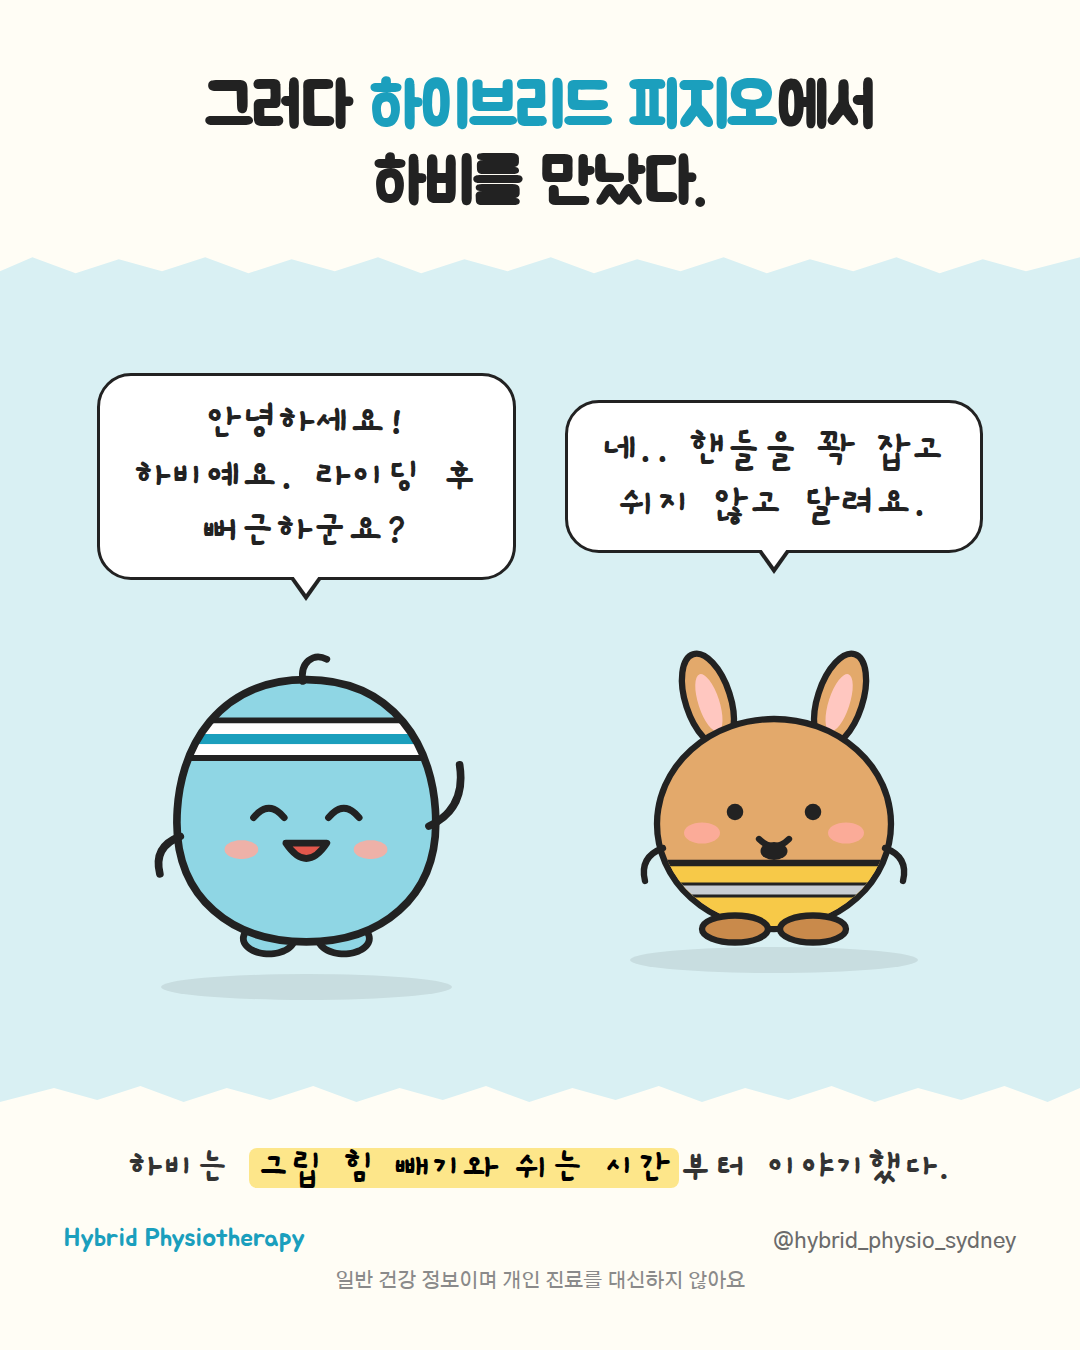 그러다 하이브리드 피지오에서
하비를 만났다.
안녕하세요!
하비예요. 라이딩 후
뻐근하군요?
네.. 핸들을 꽉 잡고
쉬지 않고 달려요.
하비는 그립 힘 빼기와 쉬는 시간부터 이야기했다.
Hybrid Physiotherapy
@hybrid_physio_sydney
일반 건강 정보이며 개인 진료를 대신하지 않아요